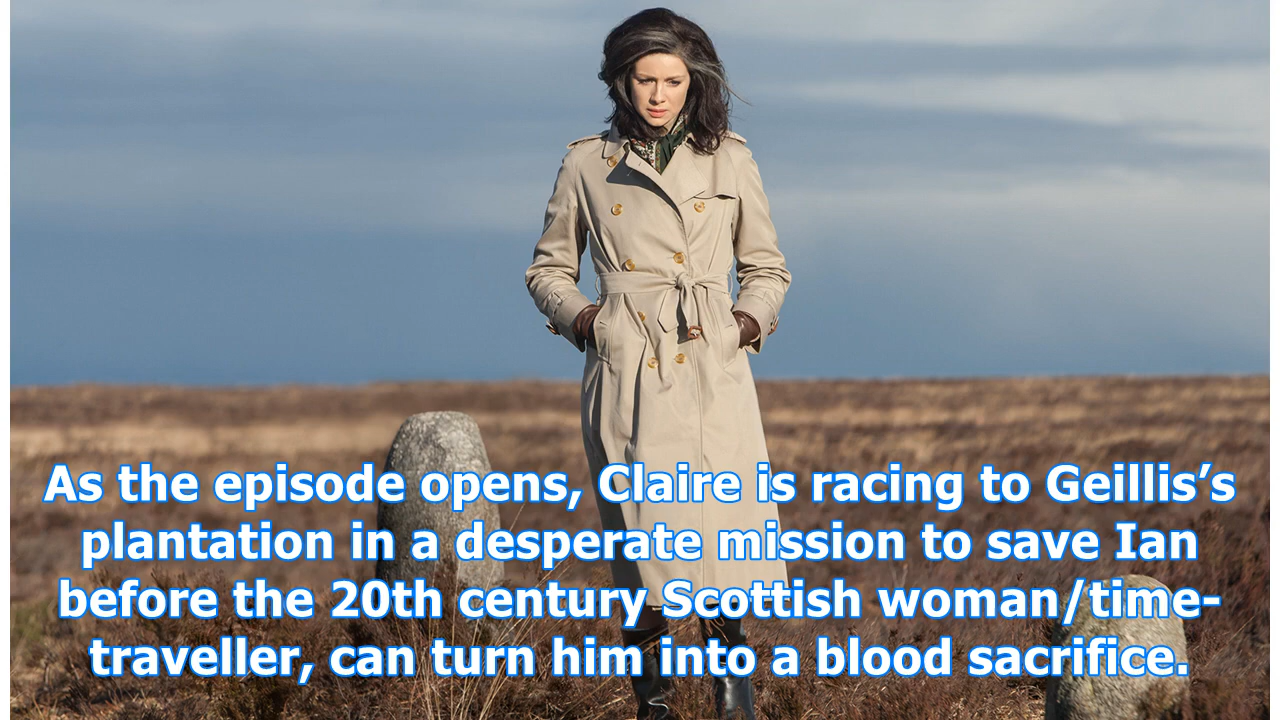 As the episode opens, Claire is racing to Geillis’s
plantation in a desperate mission to save Ian
before the 20th century Scottish woman/time-
traveller, can turn him into a blood sacrifice.